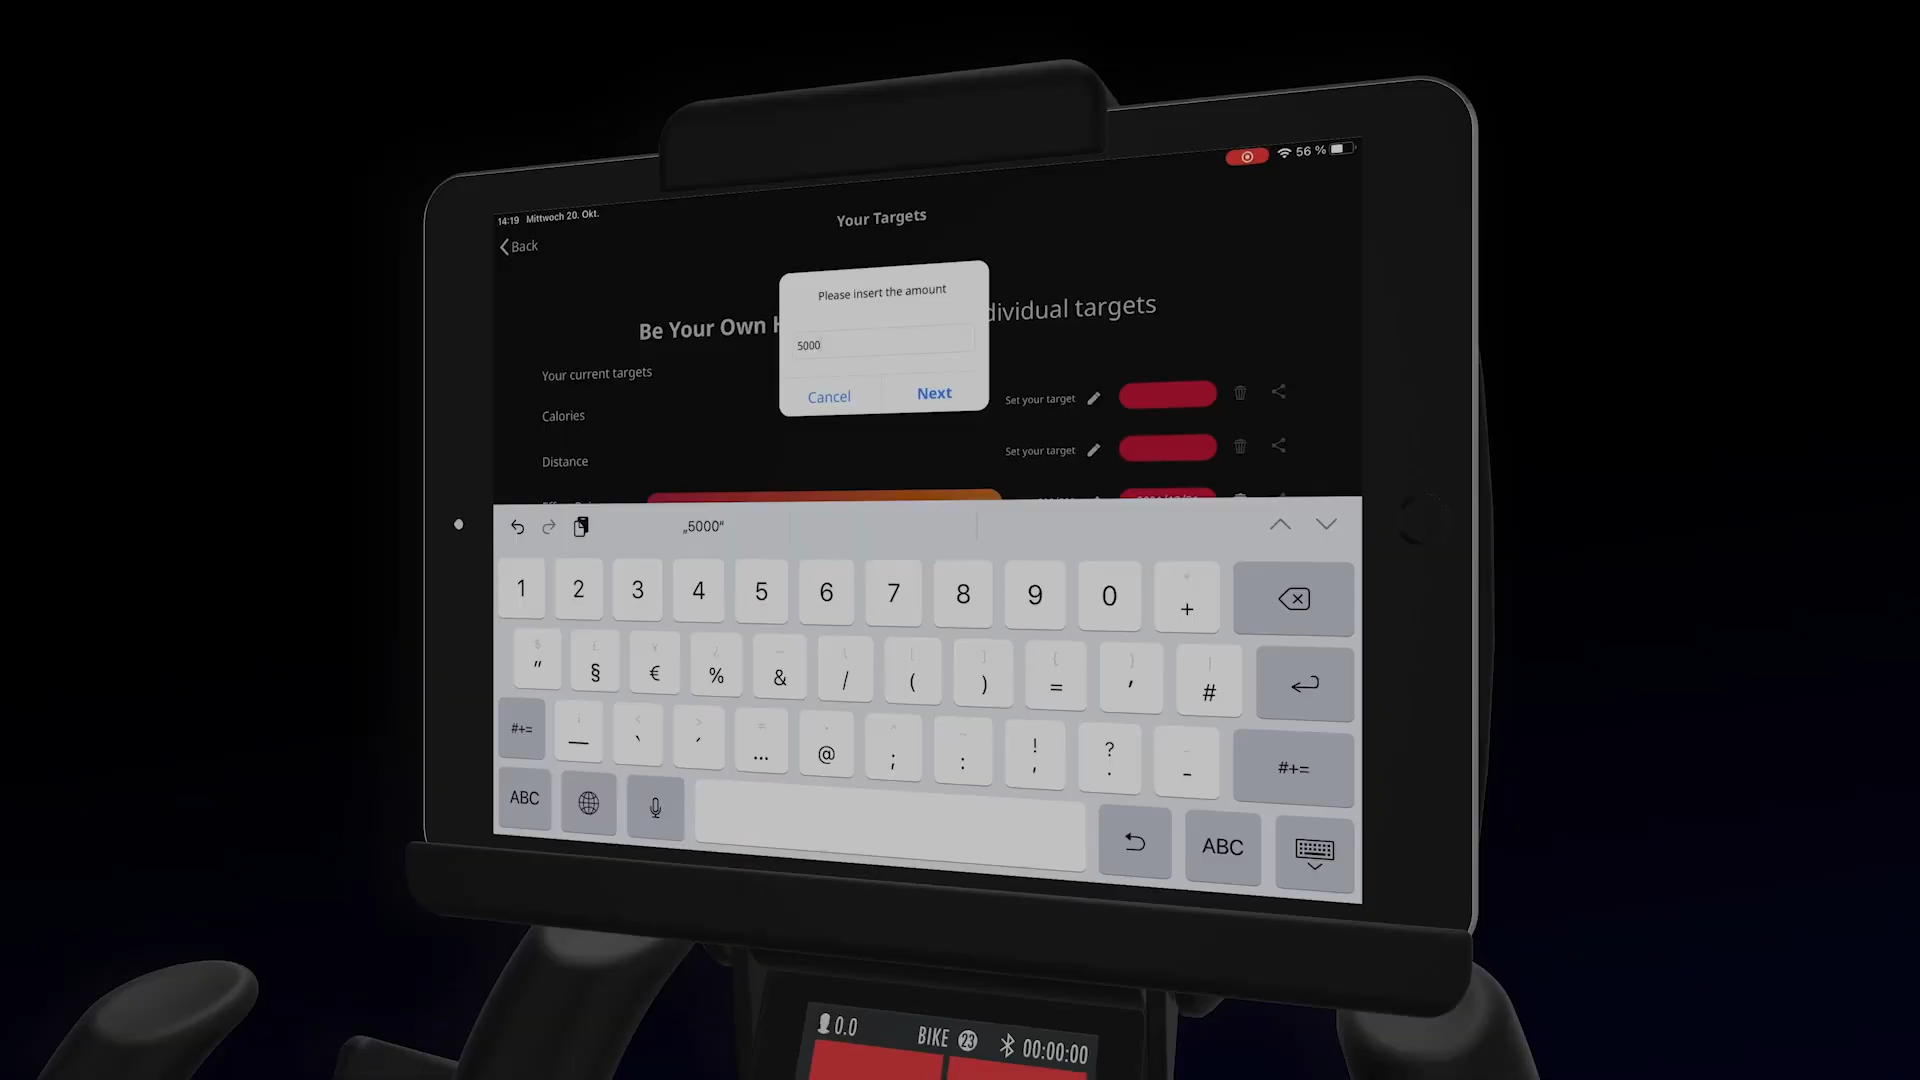 14:19 Mittwoch 20. Okt.
56 %
Back
Your Targets
Please insert the amount
5000
Cancel
Next
Be Your Own
dividual targets
Your current targets
Calories
Set your target
Distance
Set your target
„5000“
1 2 3 4 5 6 7 8 9 0 +
" § € % & / ( ) = ' #
#+= — ` ´ … @ ; : ! , ? . - #+=
ABC
ABC
0.0 BIKE 23 00:00:00